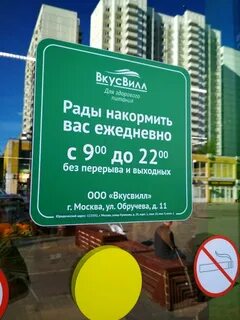 ВкусВилл
Для здорового
питания
Рады накормить
вас ежедневно
с 9⁰⁰ до 22⁰⁰
без перерыва и выходных
ООО «Вкусвилл»
г. Москва, ул. Обручева, д. 11